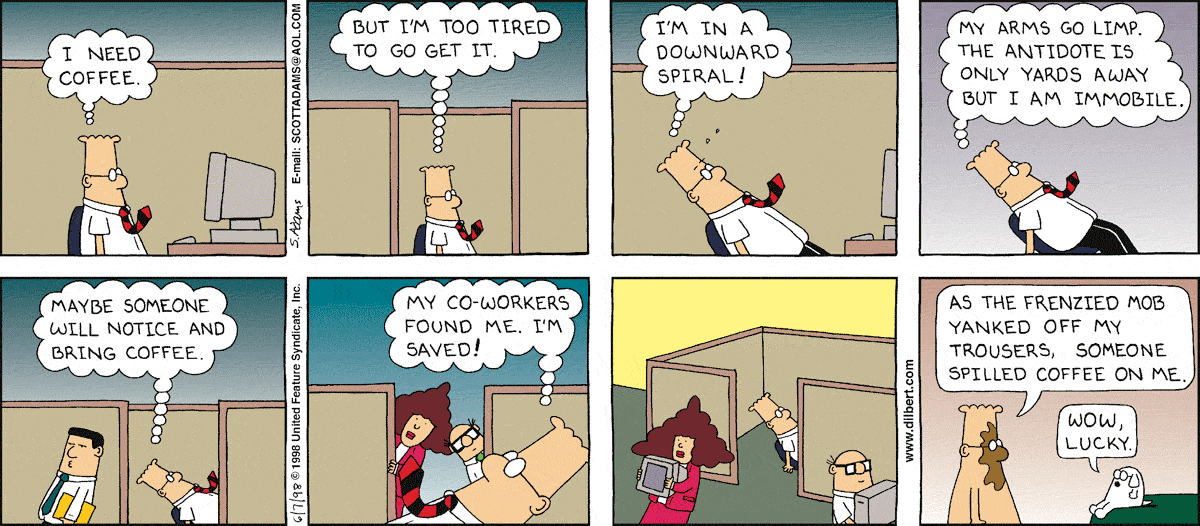 I NEED
COFFEE.
E-mail: SCOTTADAMS@AOL.COM
S. Adams
BUT I'M TOO TIRED
TO GO GET IT.
I'M IN A
DOWNWARD
SPIRAL!
MY ARMS GO LIMP.
THE ANTIDOTE IS
ONLY YARDS AWAY
BUT I AM IMMOBILE.
MAYBE SOMEONE
WILL NOTICE AND
BRING COFFEE.
6/7/98 © 1998 United Feature Syndicate, Inc.
MY CO-WORKERS
FOUND ME. I'M
SAVED!
www.dilbert.com
AS THE FRENZIED MOB
YANKED OFF MY
TROUSERS, SOMEONE
SPILLED COFFEE ON ME.
WOW,
LUCKY.